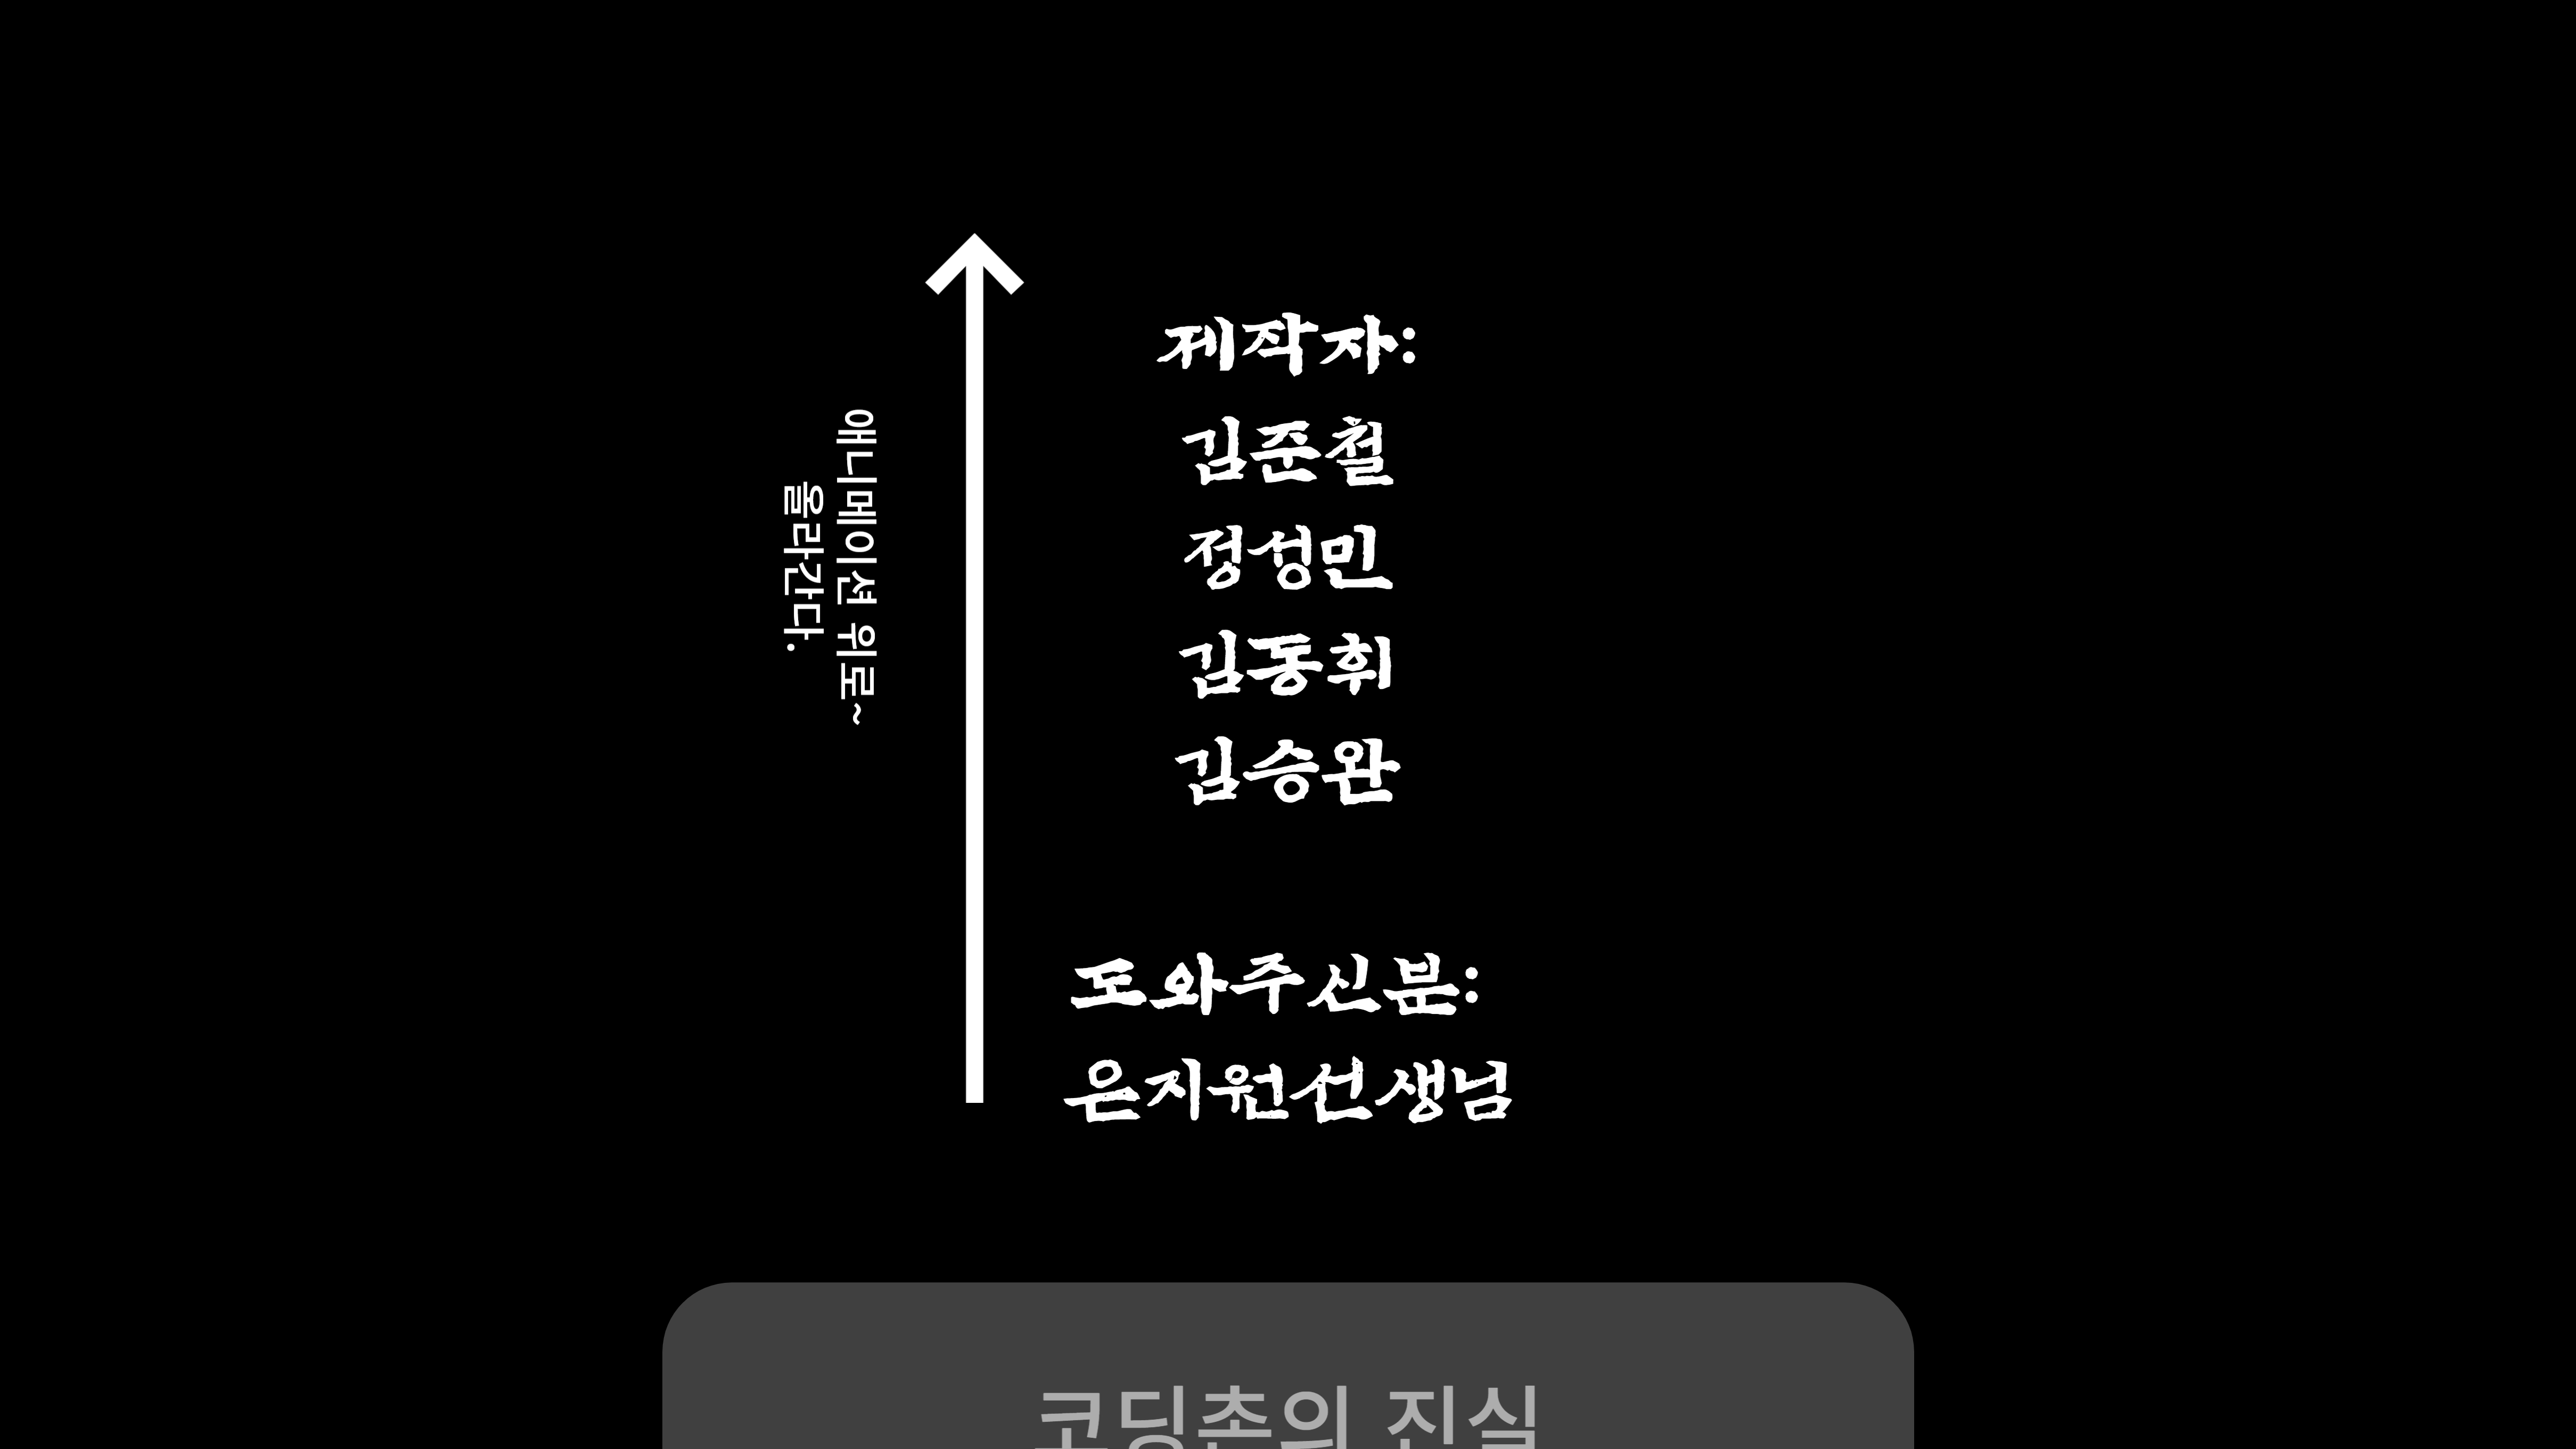 애니메이션 위로~
올라간다.
제작자:
김준철
정성민
김동휘
김승완
도와주신분:
은지원선생님
코딩촌의 진실